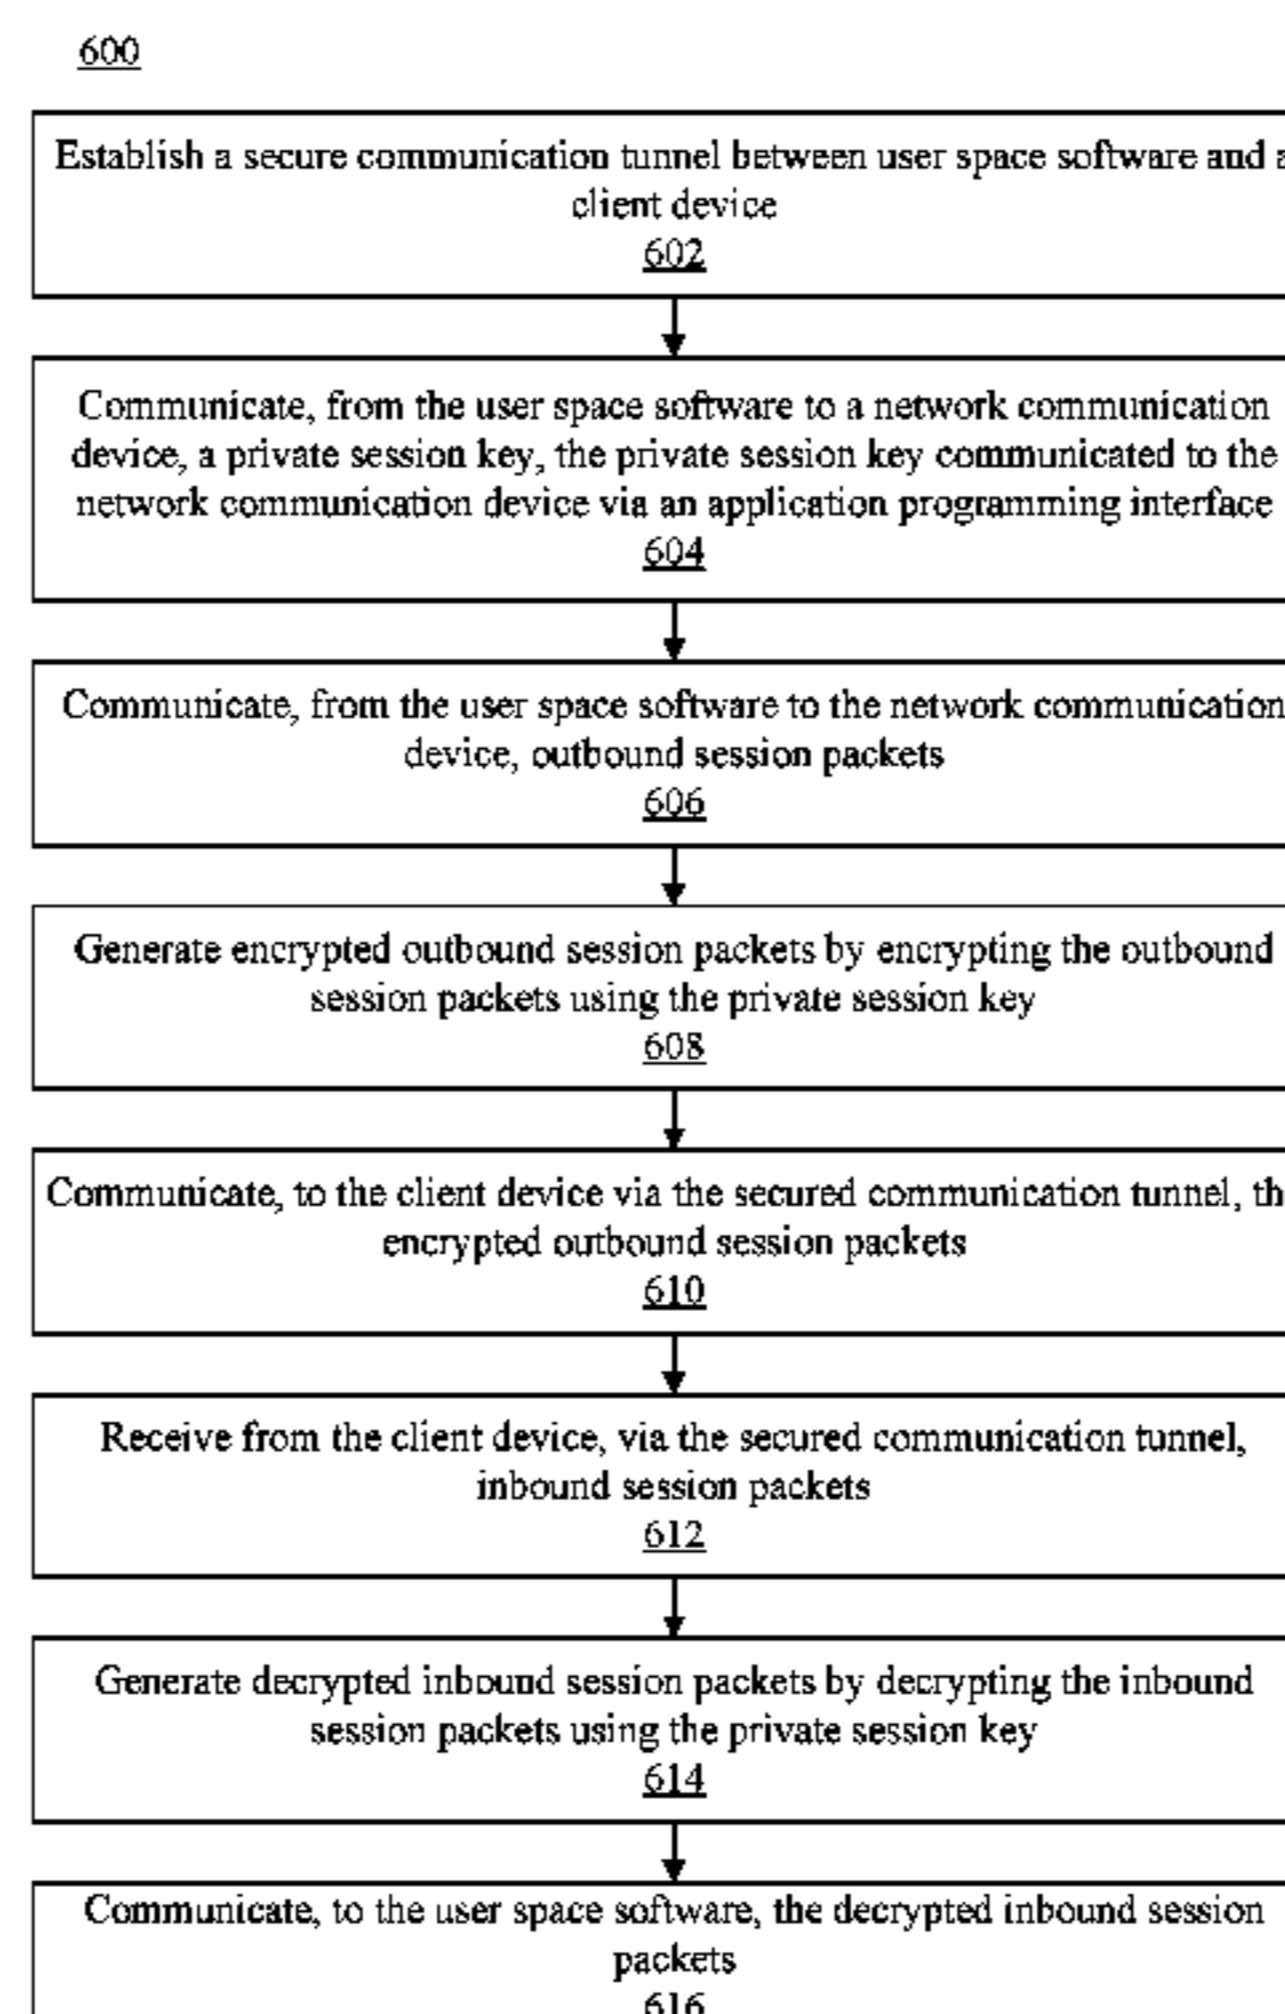 600
Establish a secure communication tunnel between user space software and a
client device
602
Communicate, from the user space software to a network communication
device, a private session key, the private session key communicated to the
network communication device via an application programming interface
604
Communicate, from the user space software to the network communication
device, outbound session packets
606
Generate encrypted outbound session packets by encrypting the outbound
session packets using the private session key
608
Communicate, to the client device via the secured communication tunnel, th
encrypted outbound session packets
610
Receive from the client device, via the secured communication tunnel,
inbound session packets
612
Generate decrypted inbound session packets by decrypting the inbound
session packets using the private session key
614
Communicate, to the user space software, the decrypted inbound session
packets
616